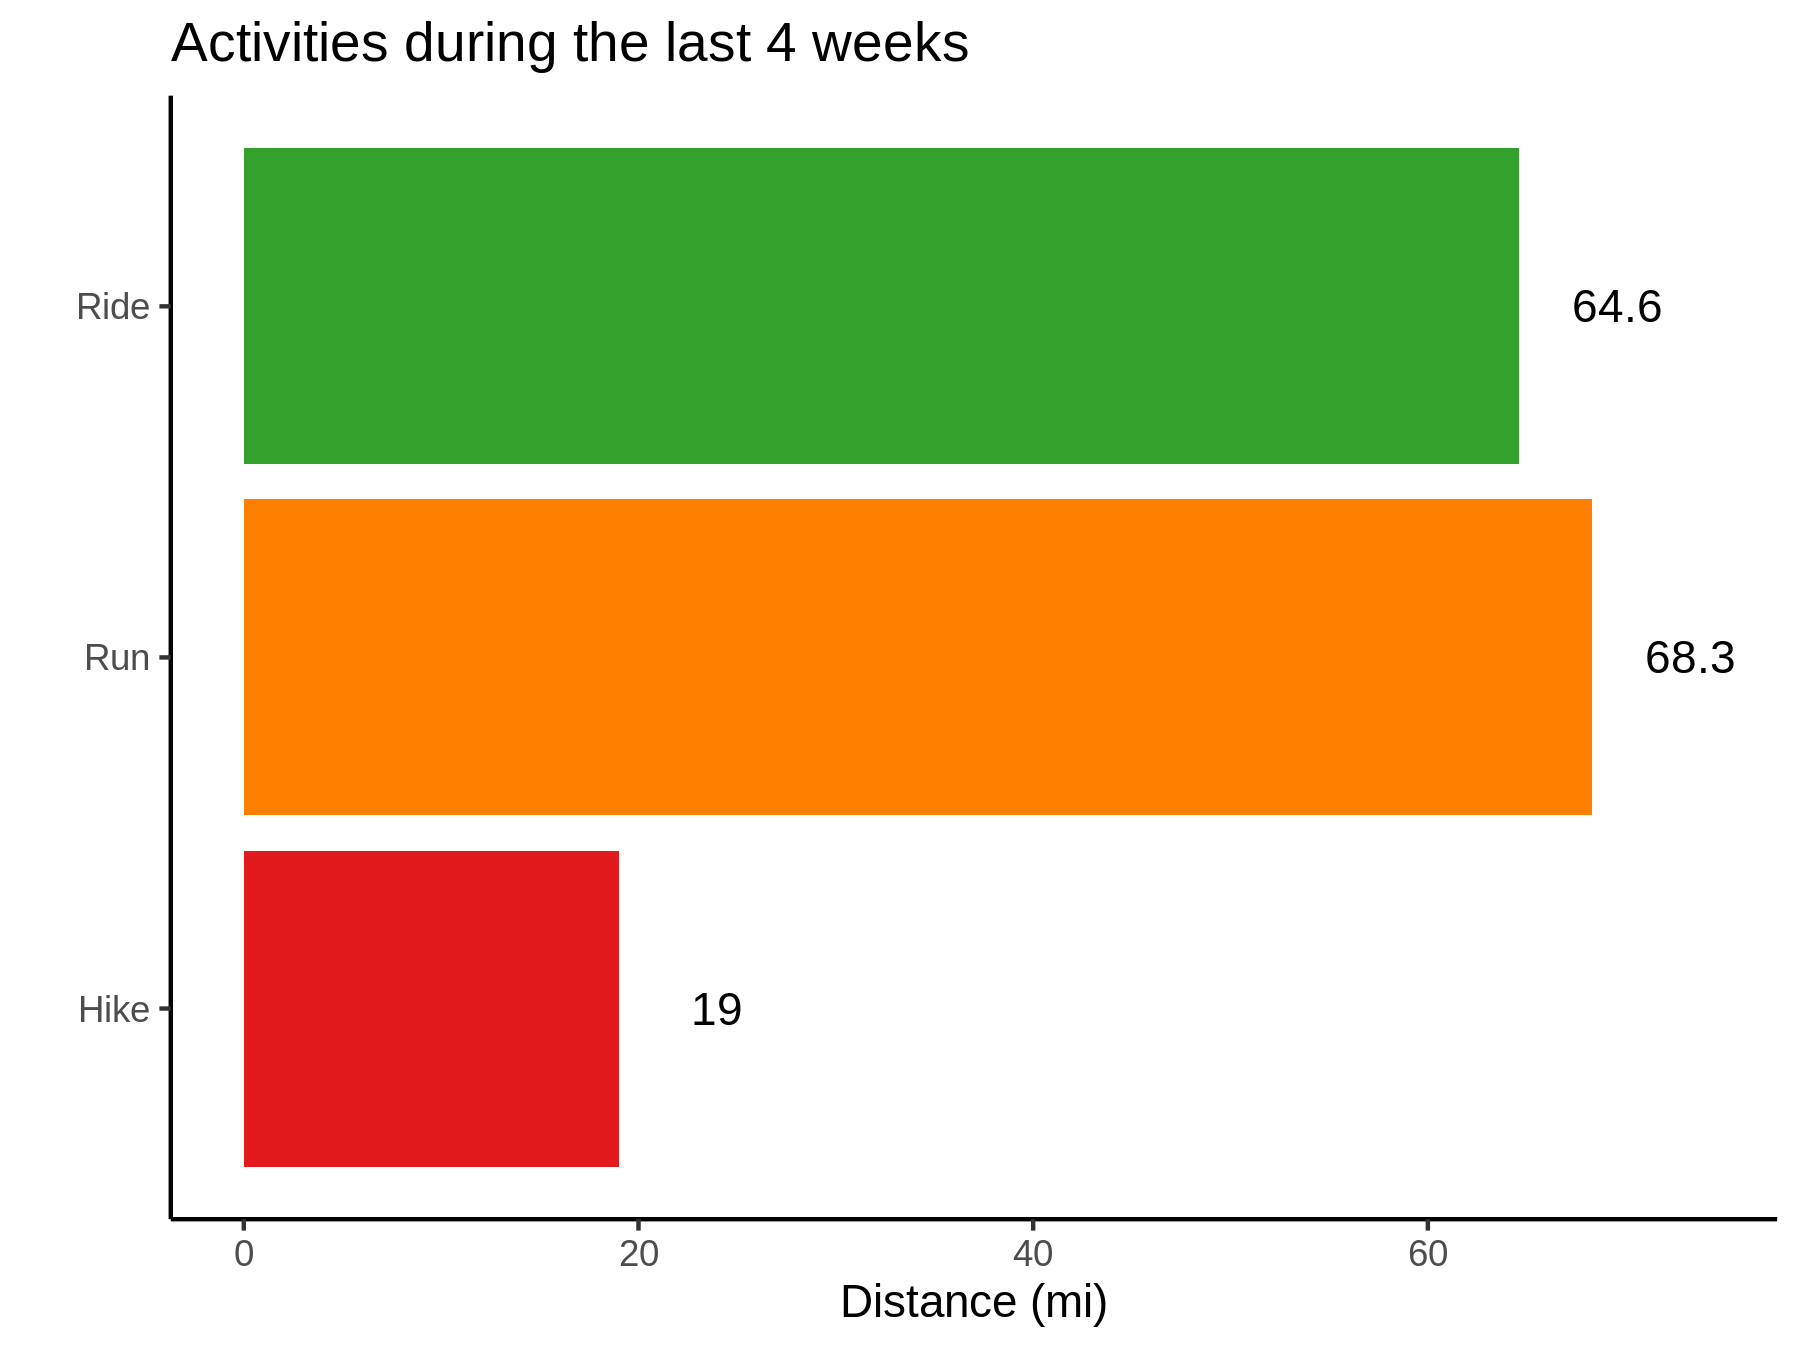 Activities during the last 4 weeks
Ride
64.6
Run
68.3
Hike
19
0 20 40 60
Distance (mi)